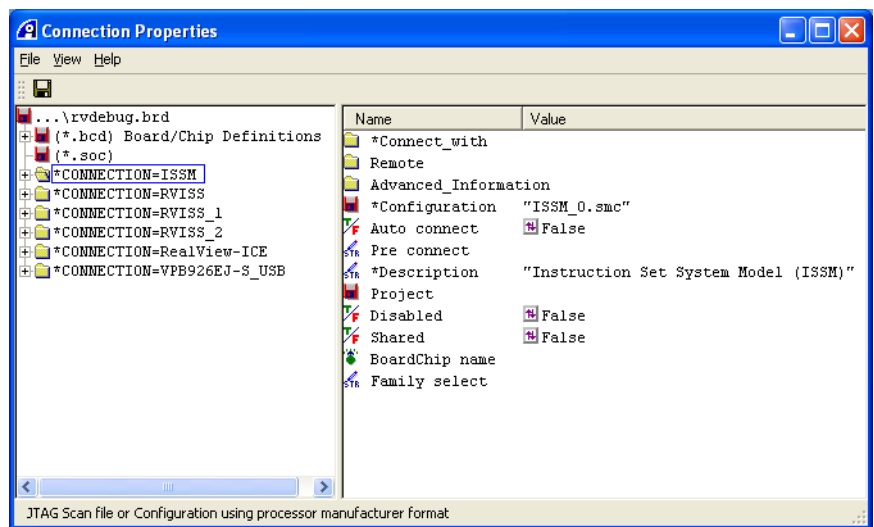 Connection Properties
File View Help
...\rvdebug.brd
(*.bcd) Board/Chip Definitions
(*.soc)
*CONNECTION=ISSM
*CONNECTION=RVISS
*CONNECTION=RVISS_1
*CONNECTION=RVISS_2
*CONNECTION=RealView-ICE
*CONNECTION=VPB926EJ-S_USB
Name Value
*Connect_with
Remote
Advanced_Information
*Configuration "ISSM_0.smc"
T/F Auto connect False
STR Pre connect
STR *Description "Instruction Set System Model (ISSM)"
Project
T/F Disabled False
T/F Shared False
BoardChip name
STR Family select
JTAG Scan file or Configuration using processor manufacturer format